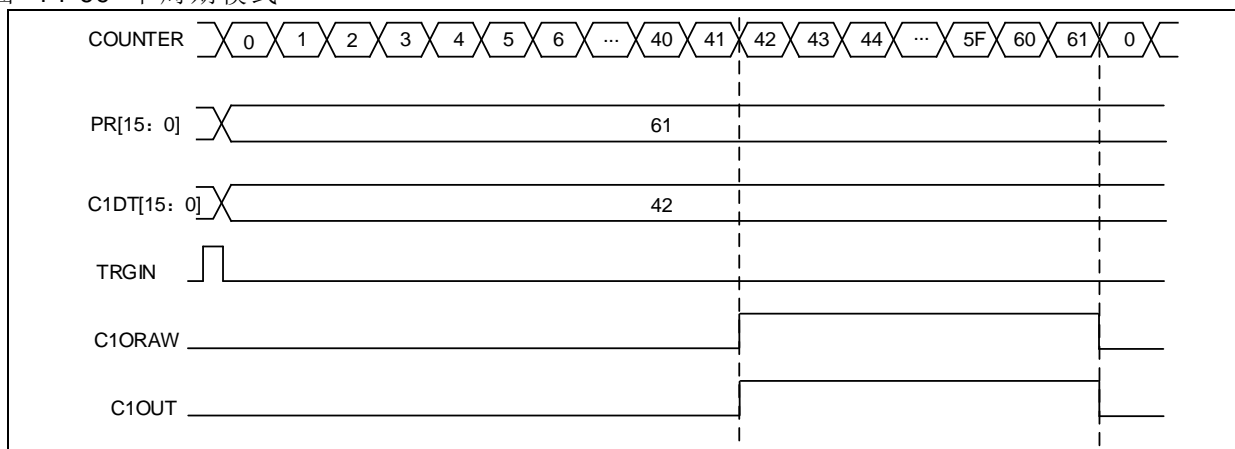 COUNTER 0 1 2 3 4 5 6 ... 40 41 42 43 44 ... 5F 60 61 0
PR[15：0] 61
C1DT[15：0] 42
TRGIN
C1ORAW
C1OUT